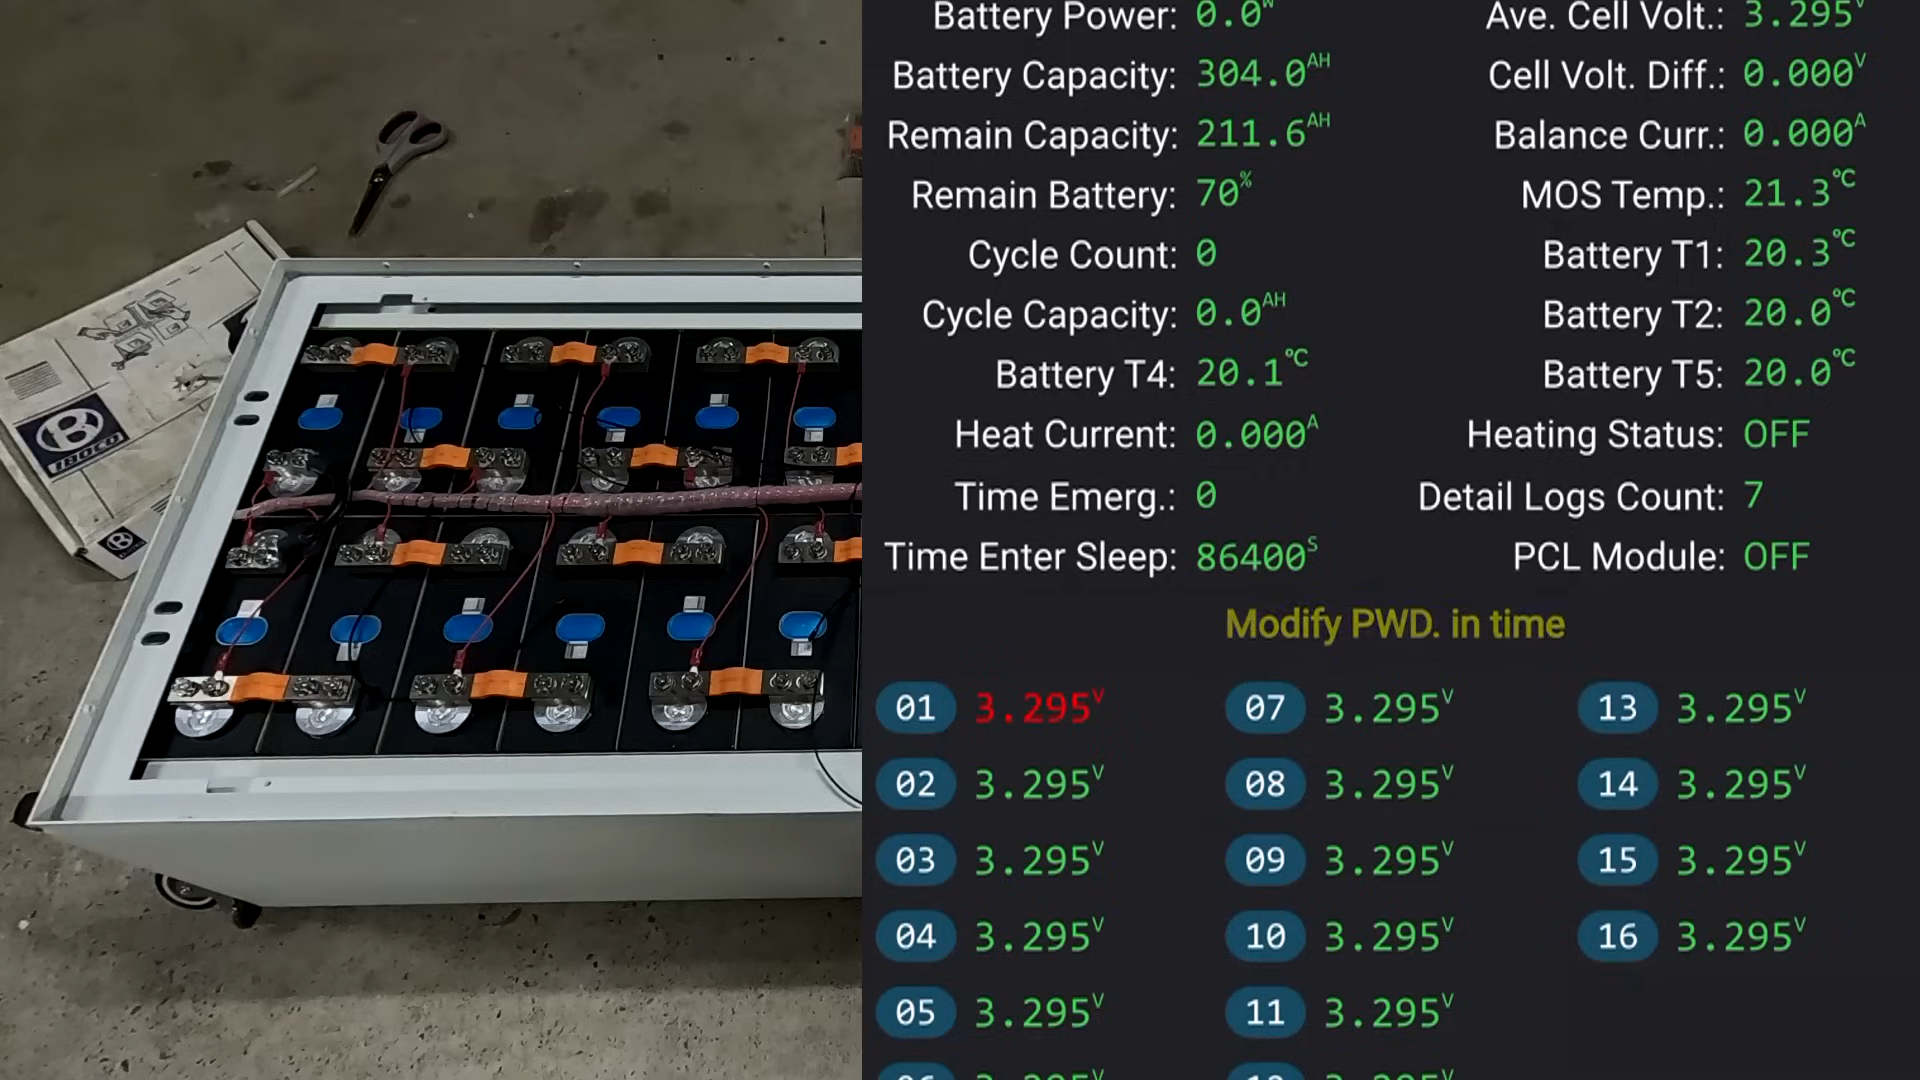 Battery Power: 0.0W Ave. Cell Volt.: 3.295V
Battery Capacity: 304.0AH Cell Volt. Diff.: 0.000V
Remain Capacity: 211.6AH Balance Curr.: 0.000A
Remain Battery: 70% MOS Temp.: 21.3℃
Cycle Count: 0 Battery T1: 20.3℃
Cycle Capacity: 0.0AH Battery T2: 20.0℃
Battery T4: 20.1℃ Battery T5: 20.0℃
Heat Current: 0.000A Heating Status: OFF
Time Emerg.: 0 Detail Logs Count: 7
Time Enter Sleep: 86400S PCL Module: OFF
Modify PWD. in time
01 3.295V 07 3.295V 13 3.295V
02 3.295V 08 3.295V 14 3.295V
03 3.295V 09 3.295V 15 3.295V
04 3.295V 10 3.295V 16 3.295V
05 3.295V 11 3.295V
B
IBOCO